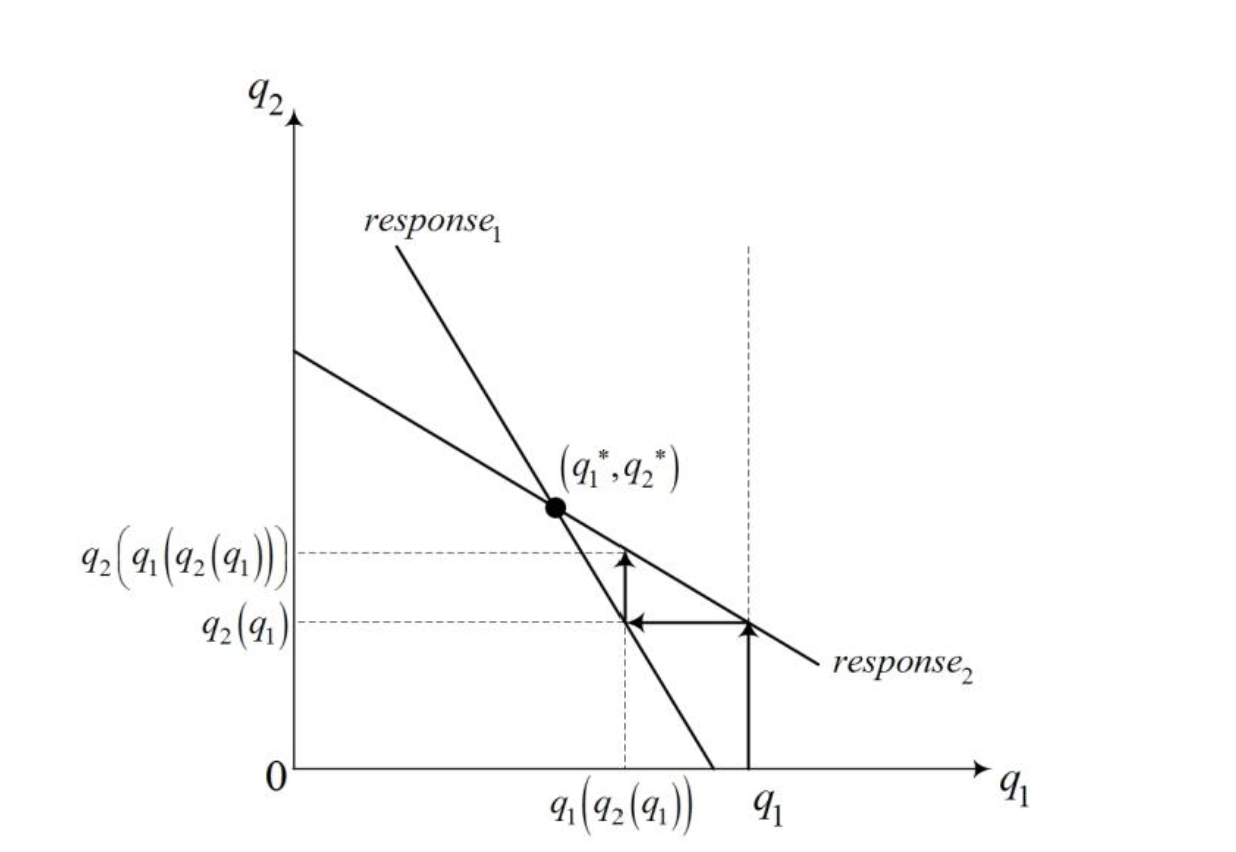 q₂
response₁
(q₁*, q₂*)
q₂(q₁(q₂(q₁)))
q₂(q₁)
response₂
0
q₁(q₂(q₁))
q₁
q₁